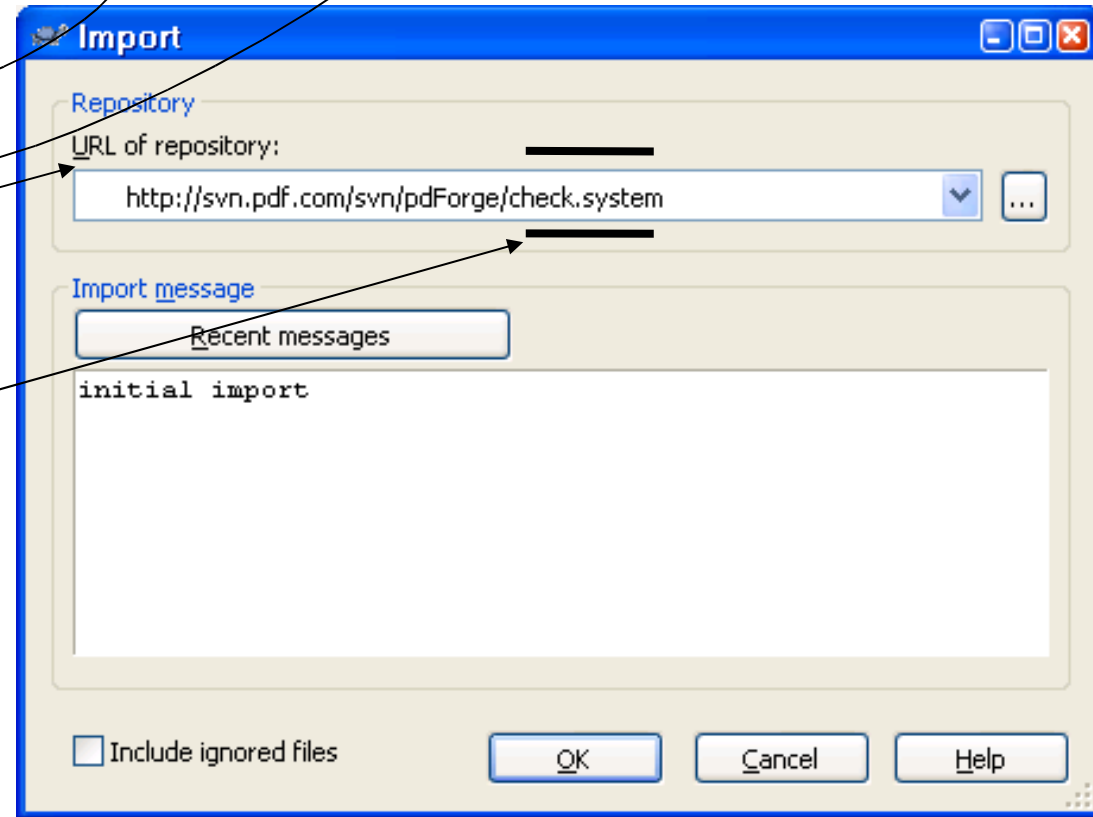 Import
Repository
URL of repository:
http://svn.pdf.com/svn/pdForge/check.system
...
Import message
Recent messages
initial import
Include ignored files
OK
Cancel
Help